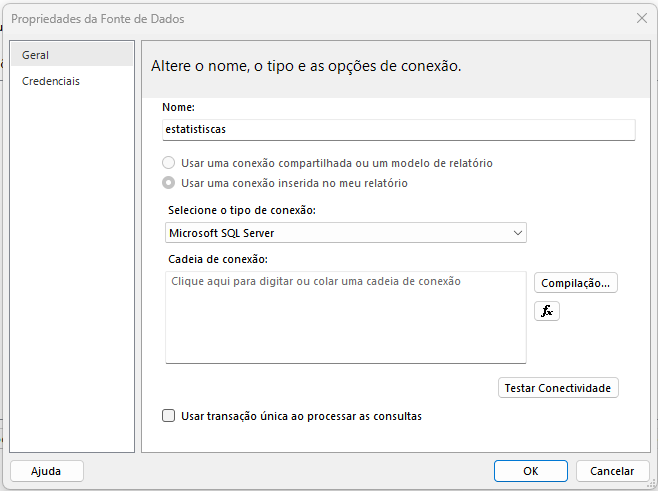 Propriedades da Fonte de Dados
Geral
Credenciais
Altere o nome, o tipo e as opções de conexão.
Nome:
estatistiscas
Usar uma conexão compartilhada ou um modelo de relatório
Usar uma conexão inserida no meu relatório
Selecione o tipo de conexão:
Microsoft SQL Server
Cadeia de conexão:
Clique aqui para digitar ou colar uma cadeia de conexão
Compilação...
fx
Testar Conectividade
Usar transação única ao processar as consultas
Ajuda
OK
Cancelar